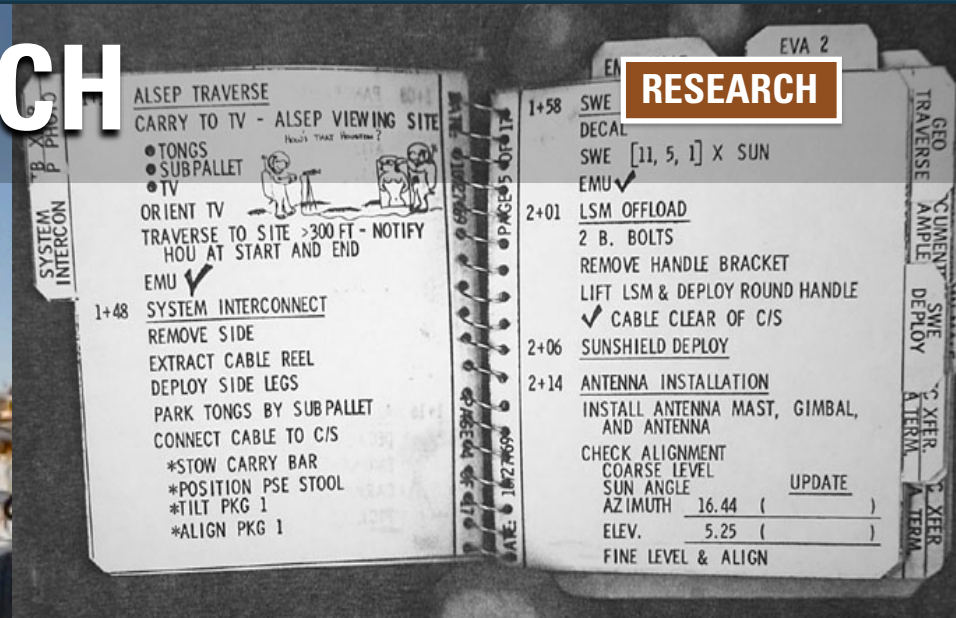 CH
RESEARCH
ALSEP TRAVERSE
CARRY TO TV - ALSEP VIEWING SITE
HOW'S THAT HOUSTON?
• TONGS
• SUBPALLET
• TV
ORIENT TV
TRAVERSE TO SITE >300 FT - NOTIFY
HOU AT START AND END
EMU ✓
1+48 SYSTEM INTERCONNECT
REMOVE SIDE
EXTRACT CABLE REEL
DEPLOY SIDE LEGS
PARK TONGS BY SUBPALLET
CONNECT CABLE TO C/S
*STOW CARRY BAR
*POSITION PSE STOOL
*TILT PKG 1
*ALIGN PKG 1
SYSTEM
INTERCON
EVA 2
1+58 SWE
DECAL
SWE [11, 5, 1] X SUN
EMU ✓
2+01 LSM OFFLOAD
2 B. BOLTS
REMOVE HANDLE BRACKET
LIFT LSM & DEPLOY ROUND HANDLE
✓ CABLE CLEAR OF C/S
2+06 SUNSHIELD DEPLOY
2+14 ANTENNA INSTALLATION
INSTALL ANTENNA MAST, GIMBAL,
AND ANTENNA
CHECK ALIGNMENT
COARSE LEVEL
SUN ANGLE UPDATE
AZIMUTH 16.44 ( )
ELEV. 5.25 ( )
FINE LEVEL & ALIGN
GEO
TRAVERSE
SWE
DEPLOY
XFER.
TERM.
XFER
TERM.